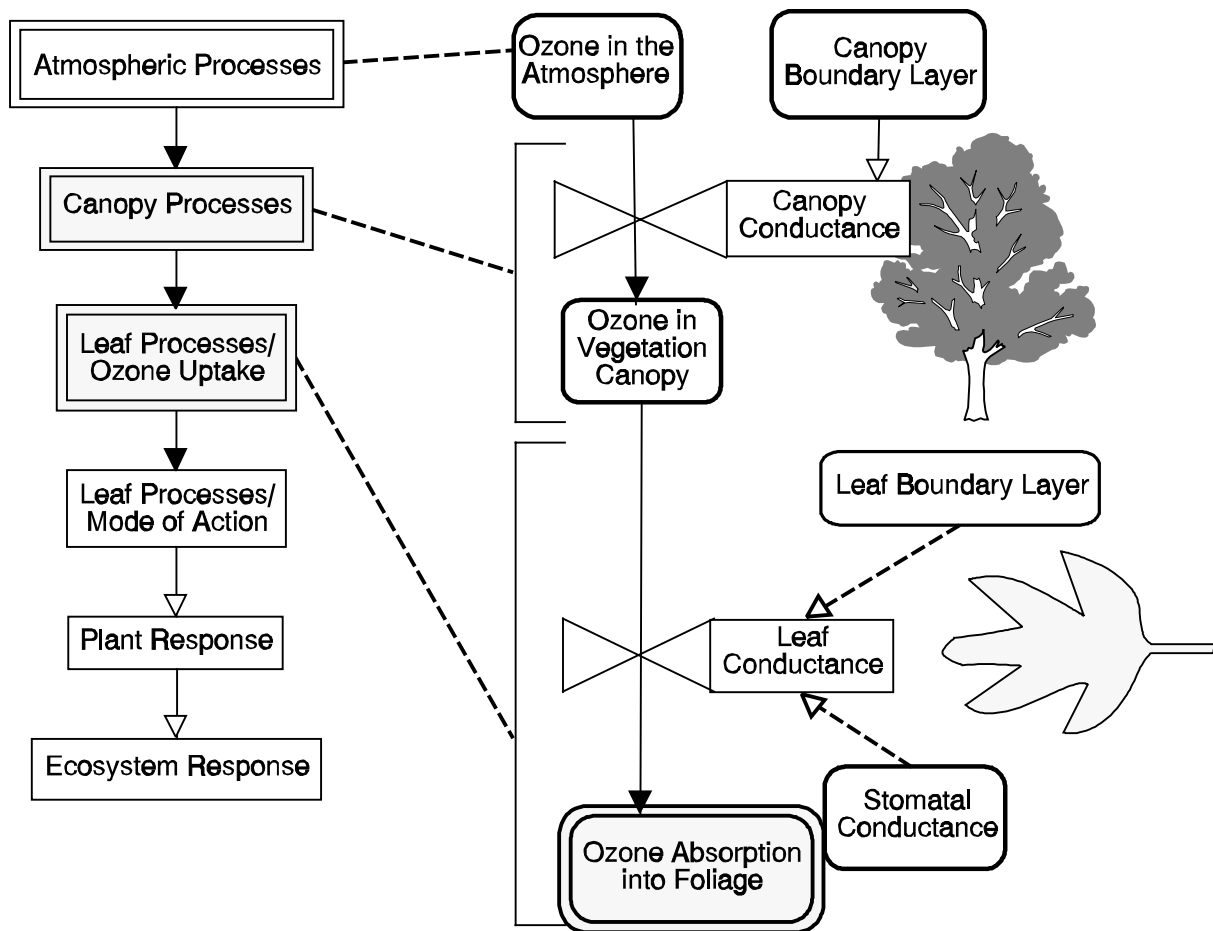 Atmospheric Processes
Canopy Processes
Leaf Processes/
Ozone Uptake
Leaf Processes/
Mode of Action
Plant Response
Ecosystem Response
Ozone in the
Atmosphere
Canopy
Boundary Layer
Canopy
Conductance
Ozone in
Vegetation
Canopy
Leaf Boundary Layer
Leaf
Conductance
Stomatal
Conductance
Ozone Absorption
into Foliage